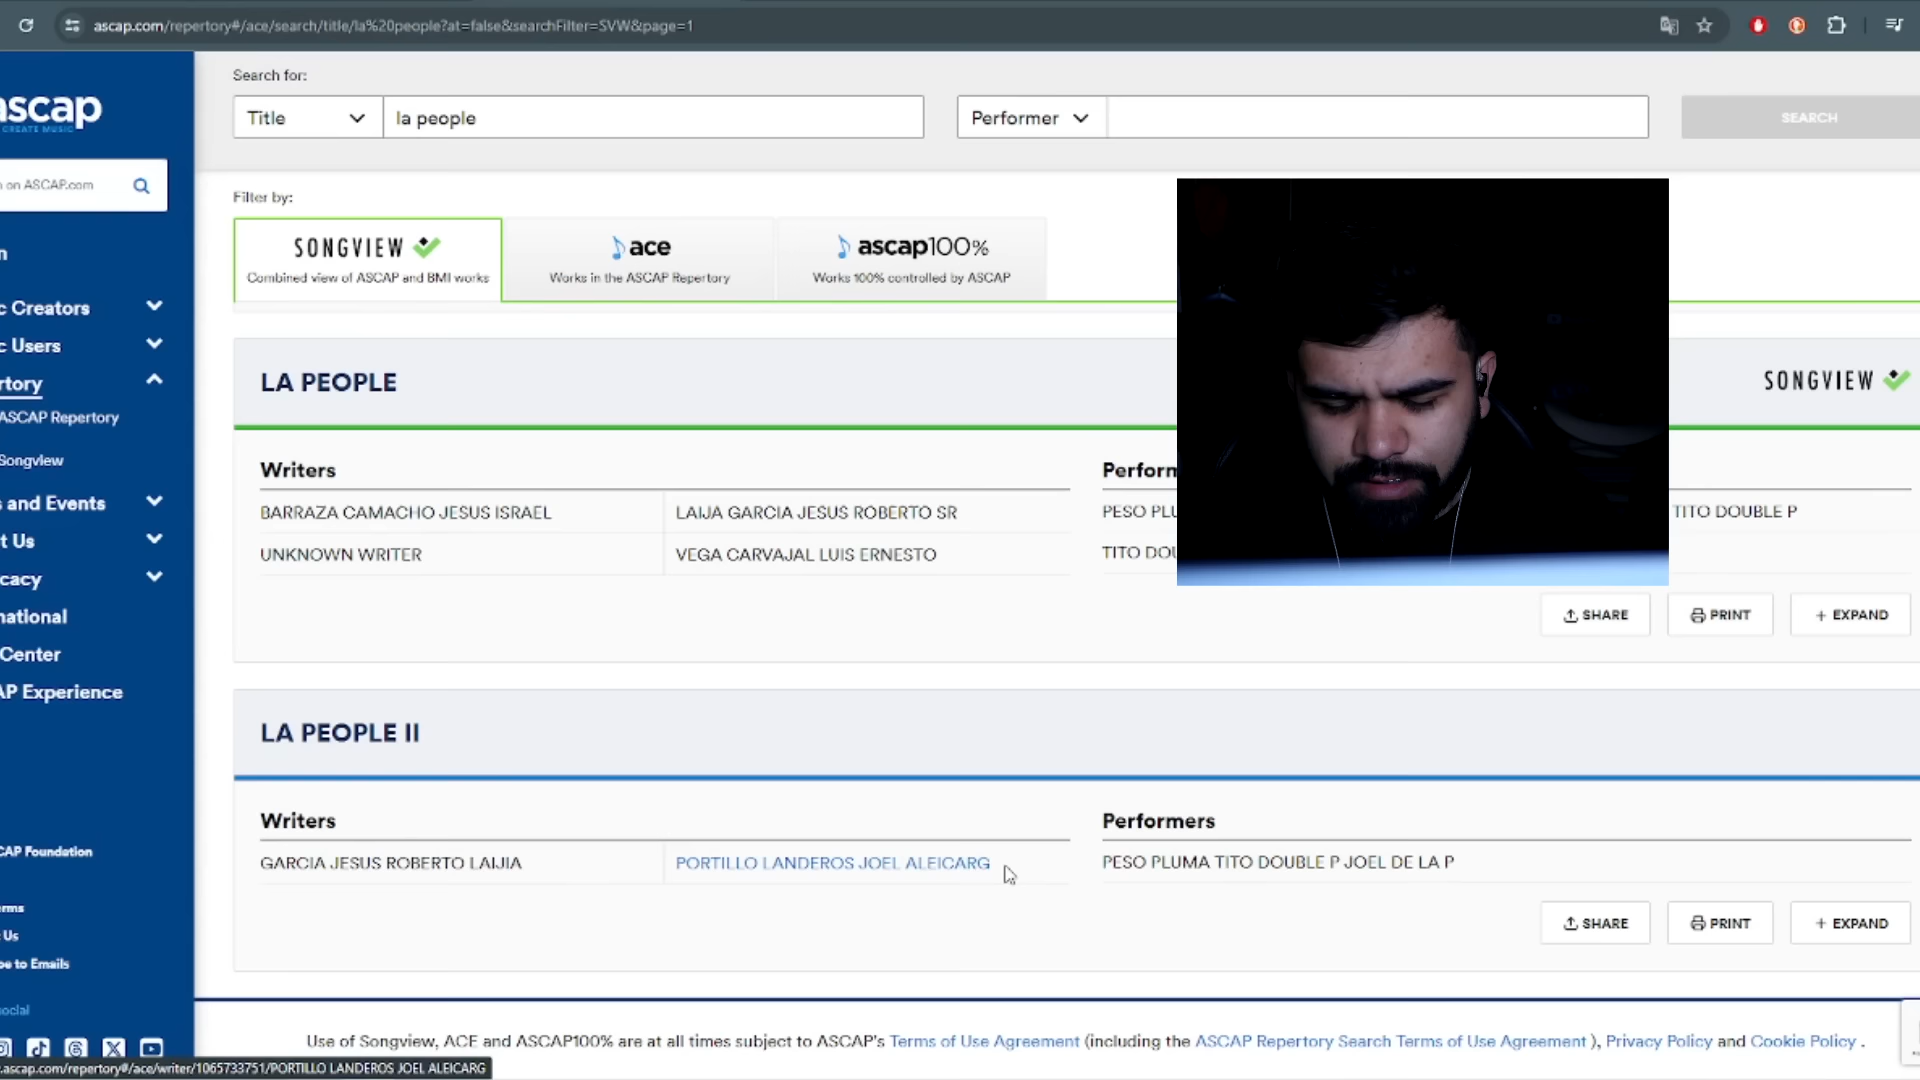 ascap.com/repertory#/ace/search/title/la%20people?at=false&searchFilter=SVW&page=1
ascap
CREATE MUSIC
on ASCAP.com
c Creators
c Users
rtory
ASCAP Repertory
Songview
s and Events
t Us
cacy
national
Center
AP Experience
CAP Foundation
rms
t Us
be to Emails
social
Search for:
Title
la people
Performer
SEARCH
Filter by:
SONGVIEW
Combined view of ASCAP and BMI works
ace
Works in the ASCAP Repertory
ascap100%
Works 100% controlled by ASCAP
LA PEOPLE
SONGVIEW
Writers
Perform
BARRAZA CAMACHO JESUS ISRAEL
LAIJA GARCIA JESUS ROBERTO SR
PESO PLU
TITO DOUBLE P
UNKNOWN WRITER
VEGA CARVAJAL LUIS ERNESTO
TITO DOU
SHARE
PRINT
+ EXPAND
LA PEOPLE II
Writers
Performers
GARCIA JESUS ROBERTO LAIJIA
PORTILLO LANDEROS JOEL ALEICARG
PESO PLUMA TITO DOUBLE P JOEL DE LA P
SHARE
PRINT
+ EXPAND
Use of Songview, ACE and ASCAP100% are at all times subject to ASCAP's Terms of Use Agreement (including the ASCAP Repertory Search Terms of Use Agreement ), Privacy Policy and Cookie Policy .
.ascap.com/repertory#/ace/writer/1065733751/PORTILLO LANDEROS JOEL ALEICARG